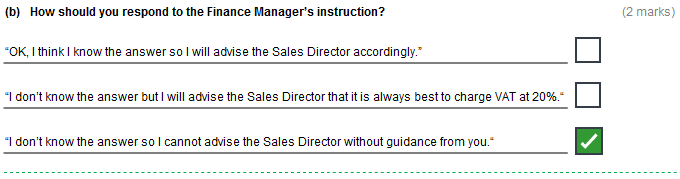 (b) How should you respond to the Finance Manager's instruction? (2 marks)
“OK, I think I know the answer so I will advise the Sales Director accordingly.”
“I don't know the answer but I will advise the Sales Director that it is always best to charge VAT at 20%.“
“I don't know the answer so I cannot advise the Sales Director without guidance from you.“